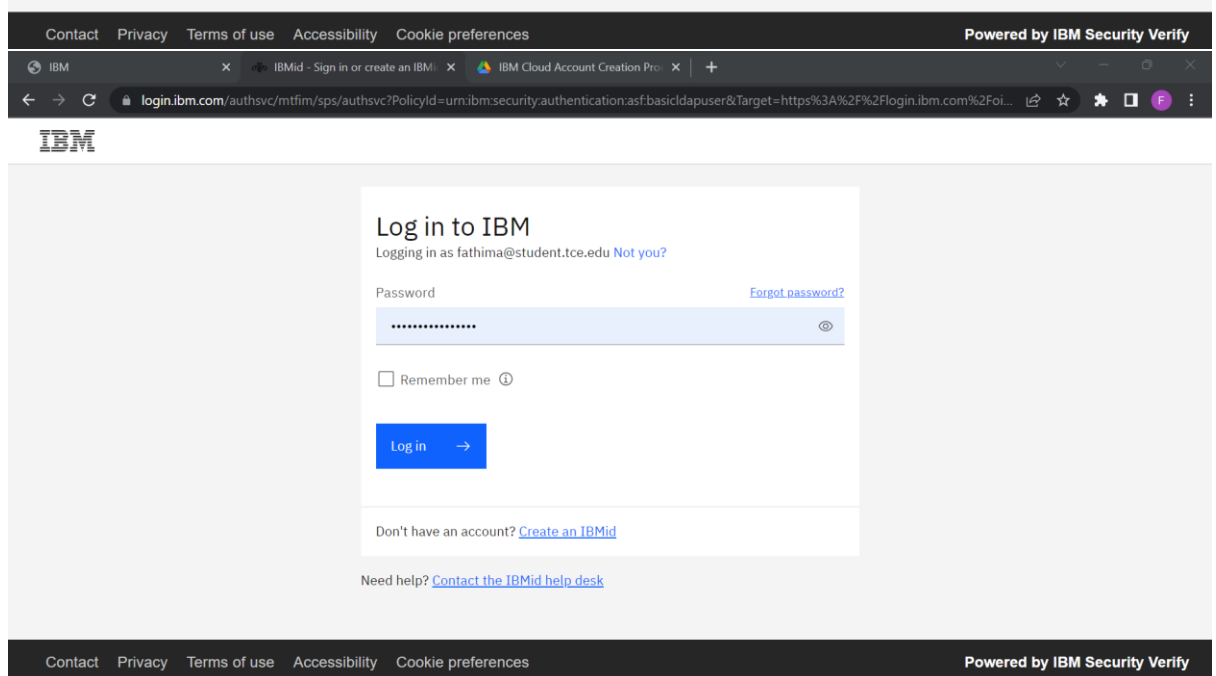 Contact Privacy Terms of use Accessibility Cookie preferences Powered by IBM Security Verify
IBM IBMid - Sign in or create an IBMi IBM Cloud Account Creation Pro
login.ibm.com/authsvc/mtfim/sps/authsvc?PolicyId=urn:ibm:security:authentication:asf:basicldapuser&Target=https%3A%2F%2Flogin.ibm.com%2Foi... F
IBM
Log in to IBM
Logging in as fathima@student.tce.edu Not you?
Password Forgot password?
••••••••••••••••
Remember me
Log in →
Don't have an account? Create an IBMid
Need help? Contact the IBMid help desk
Contact Privacy Terms of use Accessibility Cookie preferences Powered by IBM Security Verify